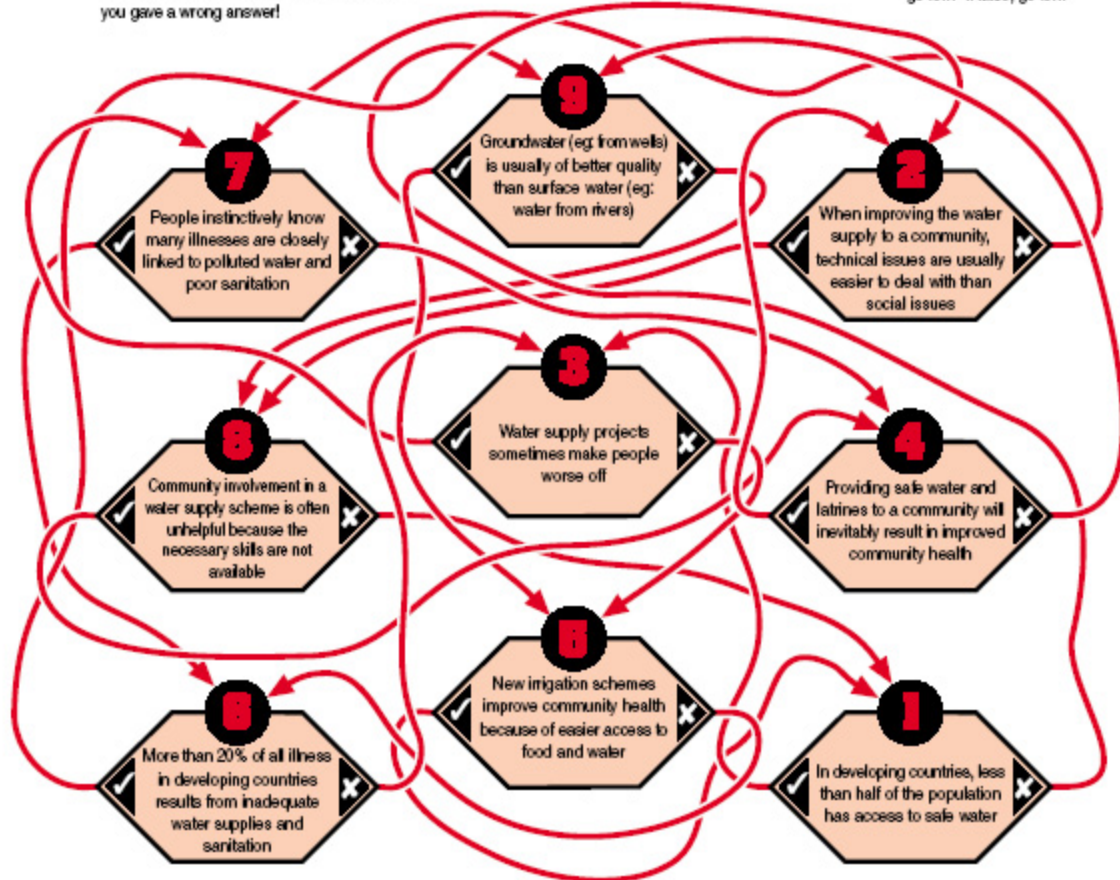 you gave a wrong answer!
9
Groundwater (eg: from wells)
is usually of better quality
than surface water (eg:
water from rivers)
7
People instinctively know
many illnesses are closely
linked to polluted water and
poor sanitation
2
When improving the water
supply to a community,
technical issues are usually
easier to deal with than
social issues
3
Water supply projects
sometimes make people
worse off
8
Community involvement in a
water supply scheme is often
unhelpful because the
necessary skills are not
available
4
Providing safe water and
latrines to a community will
inevitably result in improved
community health
5
New irrigation schemes
improve community health
because of easier access to
food and water
6
More than 20% of all illness
in developing countries
results from inadequate
water supplies and
sanitation
1
In developing countries, less
than half of the population
has access to safe water